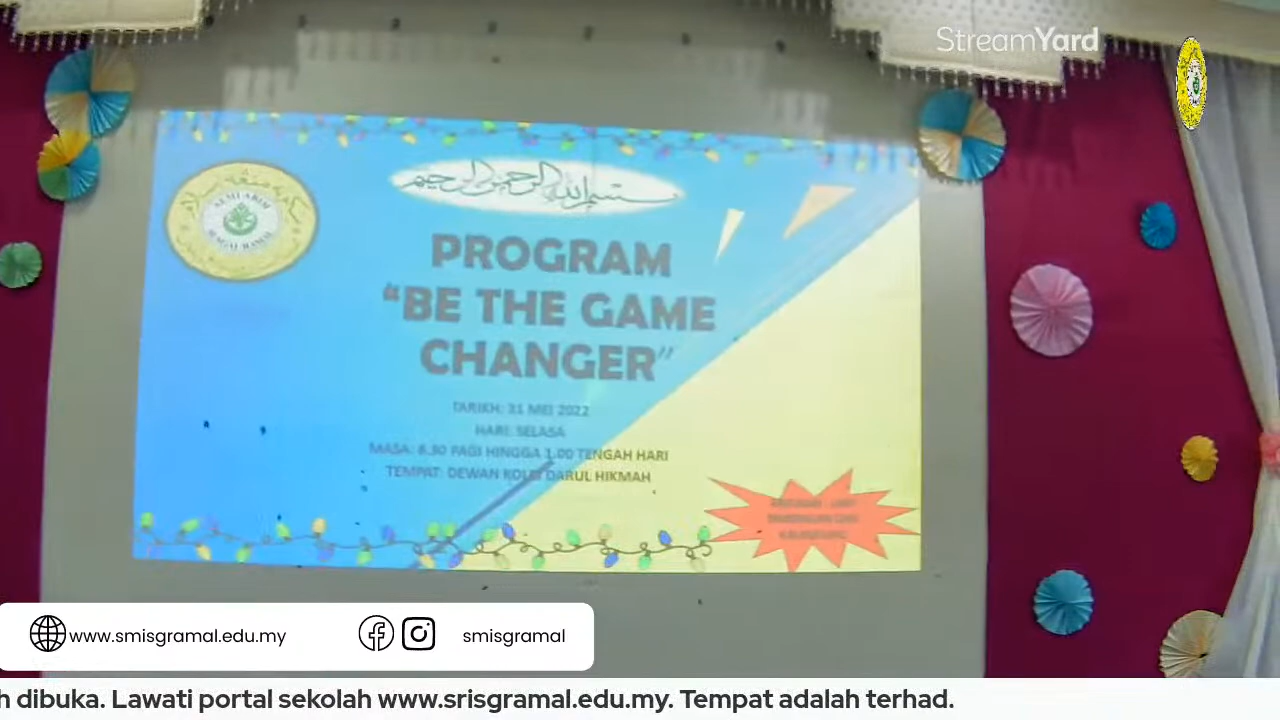 StreamYard
بسم الله الرحمن الرحيم
PROGRAM
“BE THE GAME
CHANGER”
TARIKH: 31 MEI 2022
HARI: SELASA
MASA: 8.30 PAGI HINGGA 1.00 TENGAH HARI
TEMPAT: DEWAN KOLEJ DARUL HIKMAH
www.smisgramal.edu.my
smisgramal
h dibuka. Lawati portal sekolah www.srisgramal.edu.my. Tempat adalah terhad.